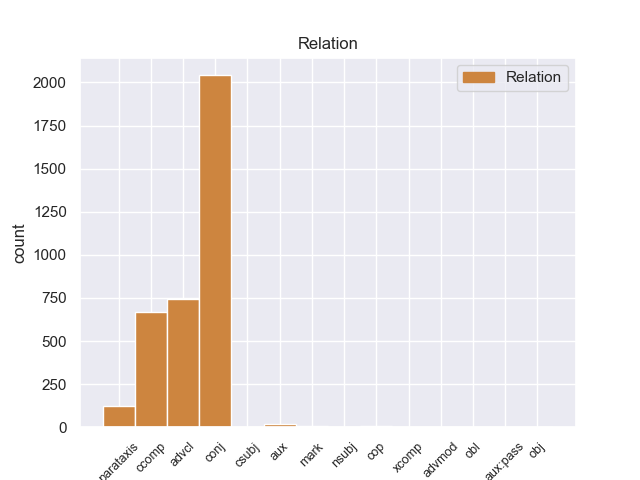 Relation
Relation
count
2000
1750
1500
1250
1000
750
500
250
0
parataxis
ccomp
advcl
conj
csubj
aux
mark
nsubj
cop
xcomp
advmod
obl
aux:pass
obj